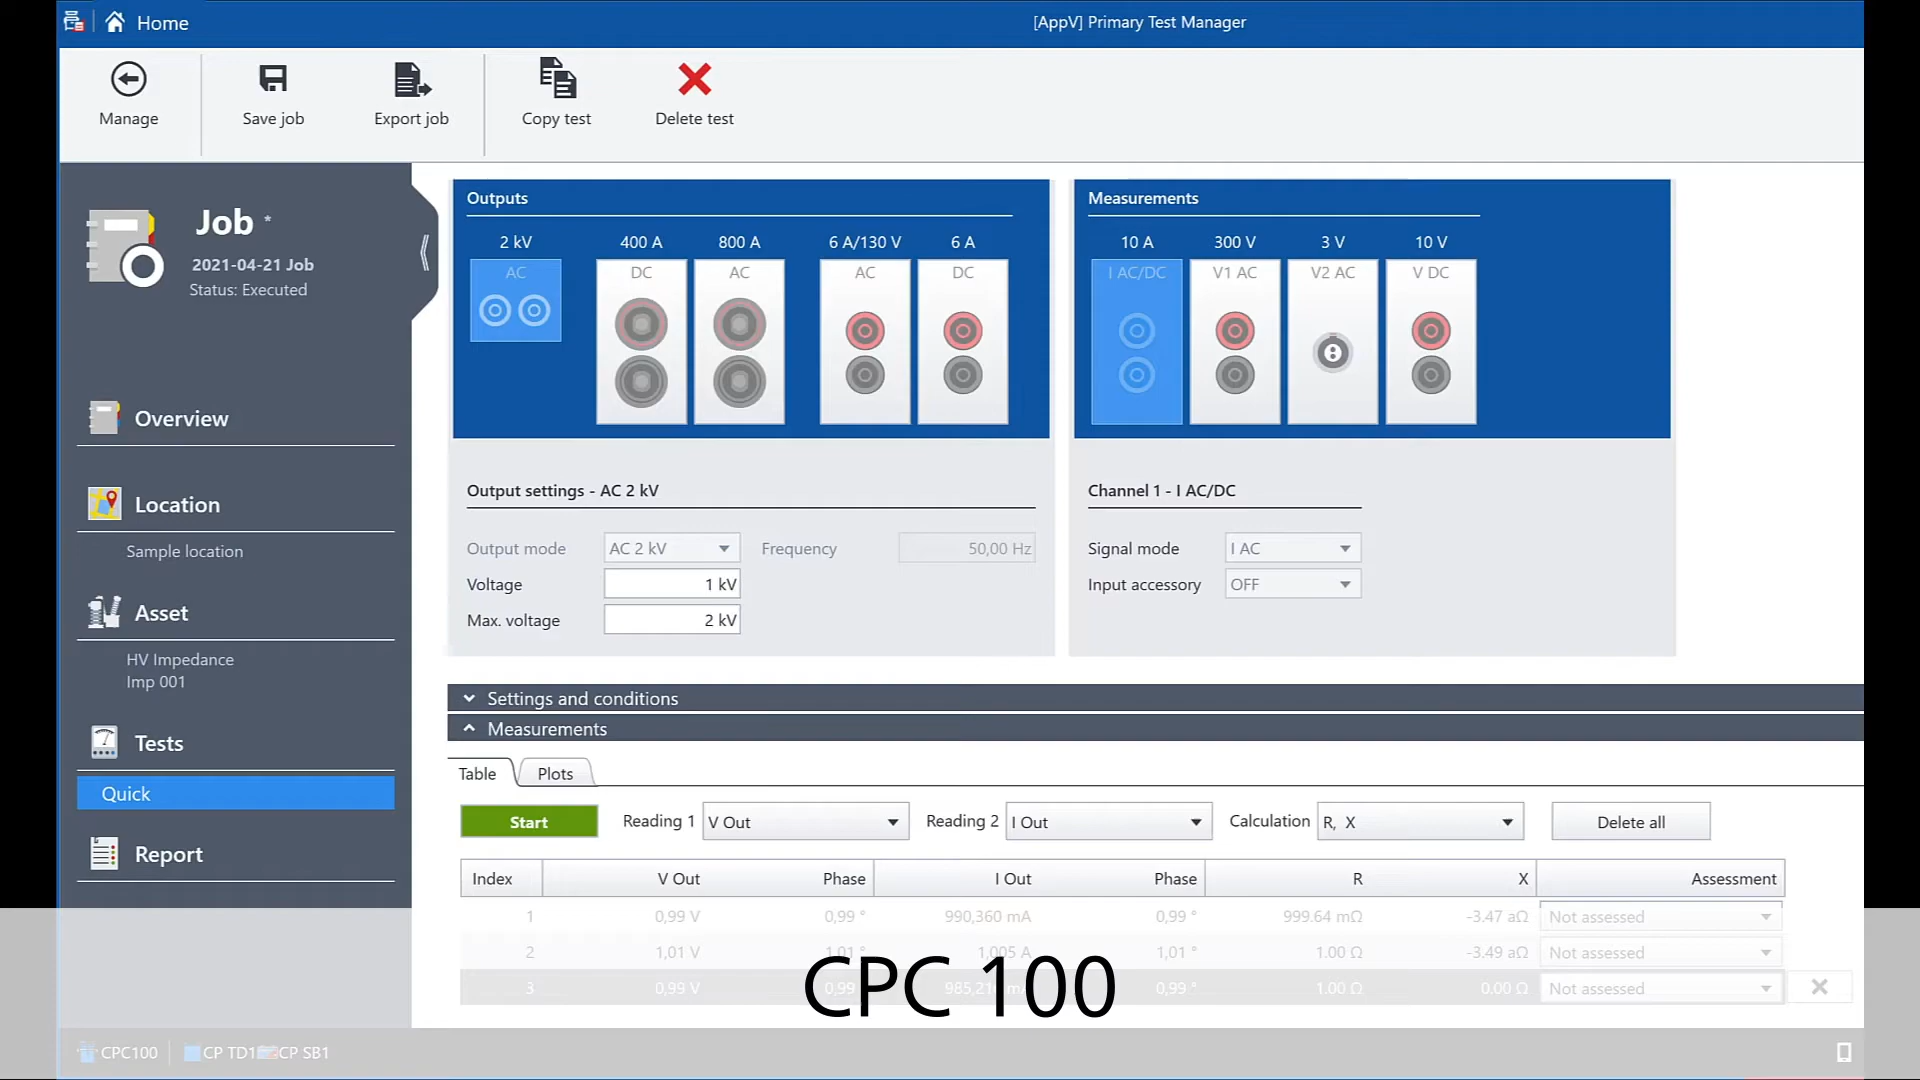 Home
[AppV] Primary Test Manager
Manage
Save job
Export job
Copy test
Delete test
Job *
2021-04-21 Job
Status: Executed
Overview
Location
Sample location
Asset
HV Impedance
Imp 001
Tests
Quick
Report
Outputs
2 kV 400 A 800 A 6 A/130 V 6 A
AC DC AC AC DC
Measurements
10 A 300 V 3 V 10 V
I AC/DC V1 AC V2 AC V DC
Output settings - AC 2 kV
Output mode AC 2 kV Frequency 50,00 Hz
Voltage 1 kV
Max. voltage 2 kV
Channel 1 - I AC/DC
Signal mode I AC
Input accessory OFF
Settings and conditions
Measurements
Table Plots
Start Reading 1 V Out Reading 2 I Out Calculation R, X Delete all
Index V Out Phase I Out Phase R X Assessment
1 0,99 V 0,99 ° 990,360 mA 0,99 ° 999.64 mΩ -3.47 aΩ Not assessed
2 1,01 V 1,01 ° 1,005 A 1,01 ° 1.00 Ω -3.49 aΩ Not assessed
3 0,99 V 0,99 0,99 ° 1.00 Ω 0.00 Ω Not assessed
CPC 100
CPC100 CP TD1 CP SB1